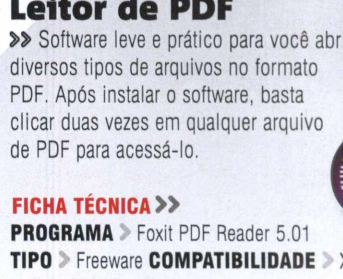 Leitor de PDF
>> Software leve e prático para você abr
diversos tipos de arquivos no formato
PDF. Após instalar o software, basta
clicar duas vezes em qualquer arquivo
de PDF para acessá-lo.
FICHA TÉCNICA >>
PROGRAMA > Foxit PDF Reader 5.01
TIPO > Freeware COMPATIBILIDADE > X